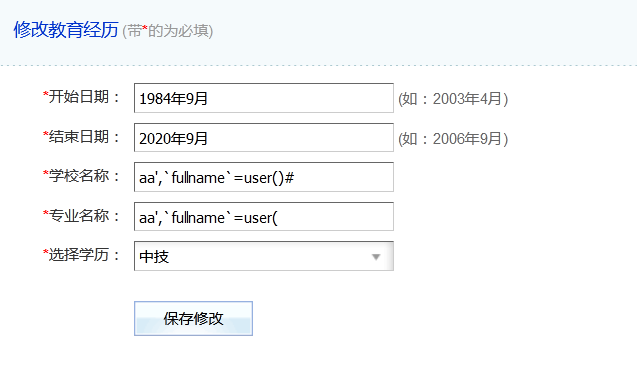 修改教育经历 (带*的为必填)
*开始日期： 1984年9月 (如：2003年4月)
*结束日期： 2020年9月 (如：2006年9月)
*学校名称： aa',`fullname`=user()#
*专业名称： aa',`fullname`=user(
*选择学历： 中技
保存修改